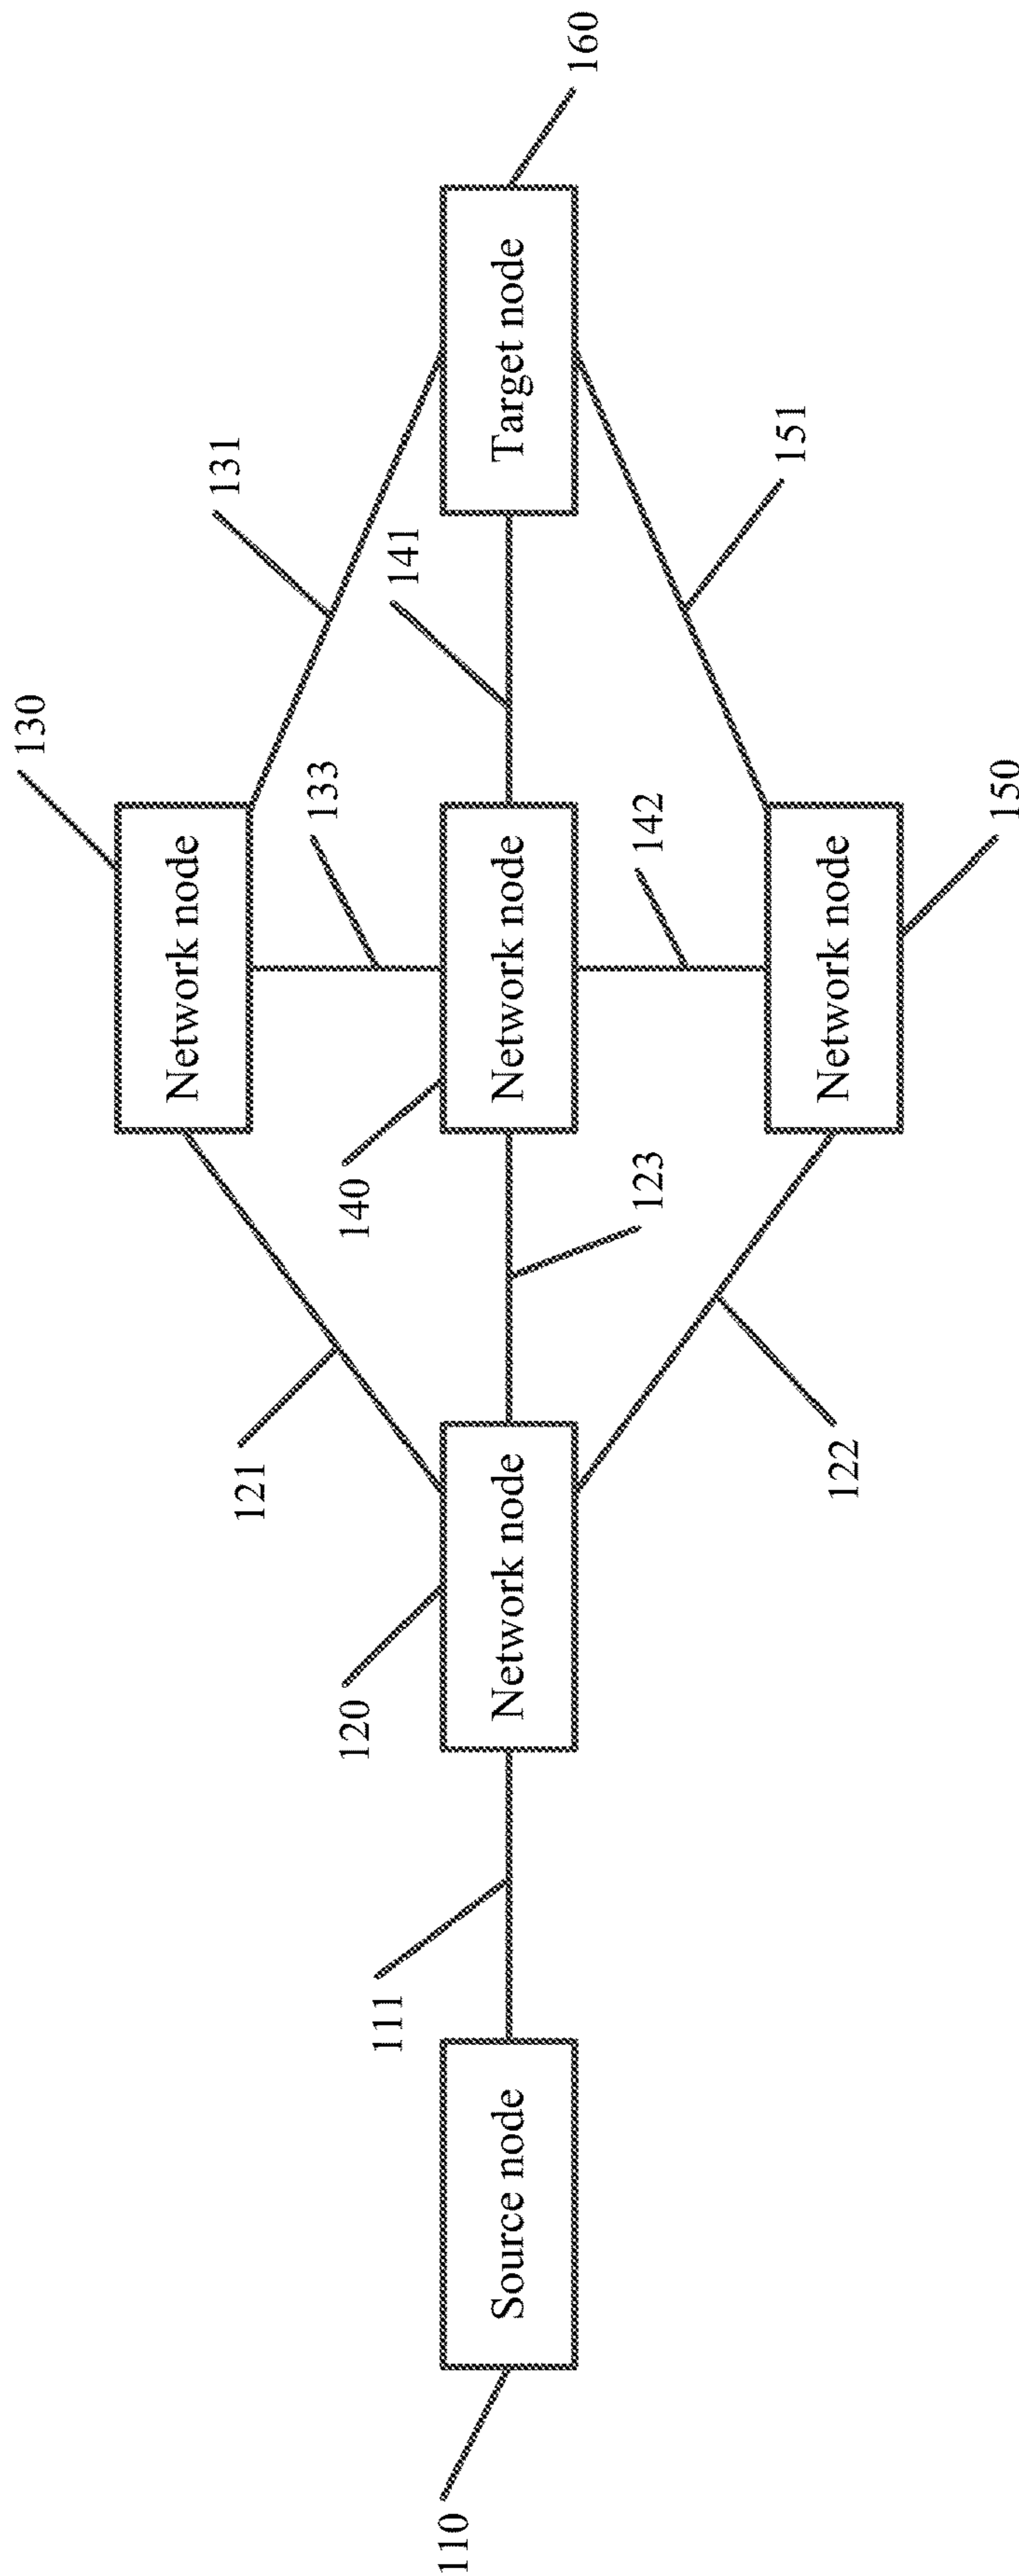 130
131
160
121
133
141
Network node
120
140
111
Source node
Network node
Network node
Target node
110
123
142
151
Network node
122
150